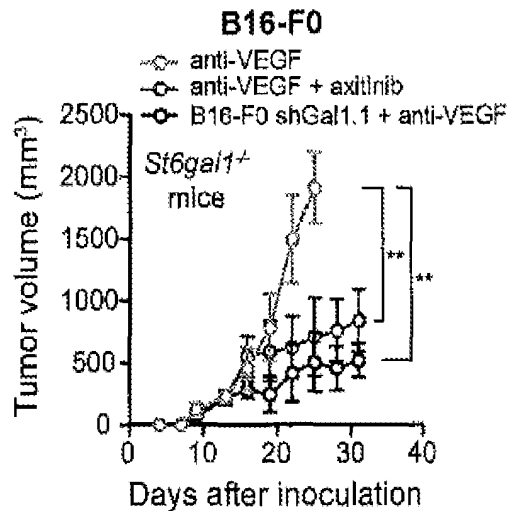 B16-F0
anti-VEGF
anti-VEGF + axitinib
B16-F0 shGal1.1 + anti-VEGF
2500
2000
1500
1000
500
0
Tumor volume (mm³)
St6gal1-/-
mice
**
**
0 10 20 30 40
Days after inoculation